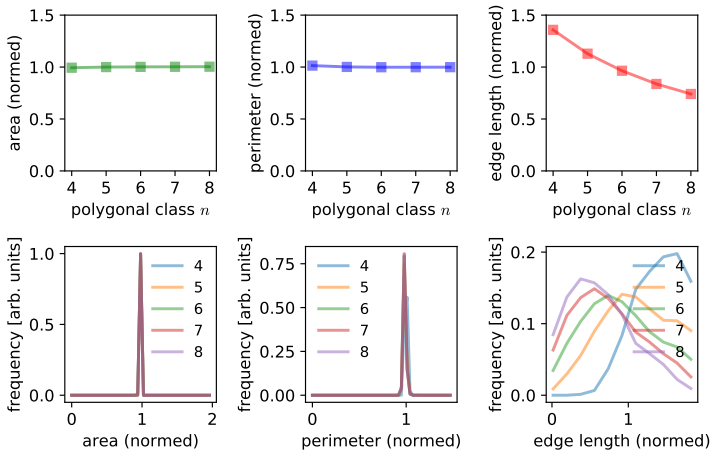 area (normed)
1.5
1.0
0.5
0.0
4 5 6 7 8
polygonal class n
perimeter (normed)
1.5
1.0
0.5
0.0
4 5 6 7 8
polygonal class n
edge length (normed)
1.5
1.0
0.5
0.0
4 5 6 7 8
polygonal class n
frequency [arb. units]
1.0
0.5
0.0
4
5
6
7
8
0 1 2
area (normed)
frequency [arb. units]
0.75
0.50
0.25
0.00
4
5
6
7
8
0 1
perimeter (normed)
frequency [arb. units]
0.2
0.1
0.0
4
5
6
7
8
0 1
edge length (normed)